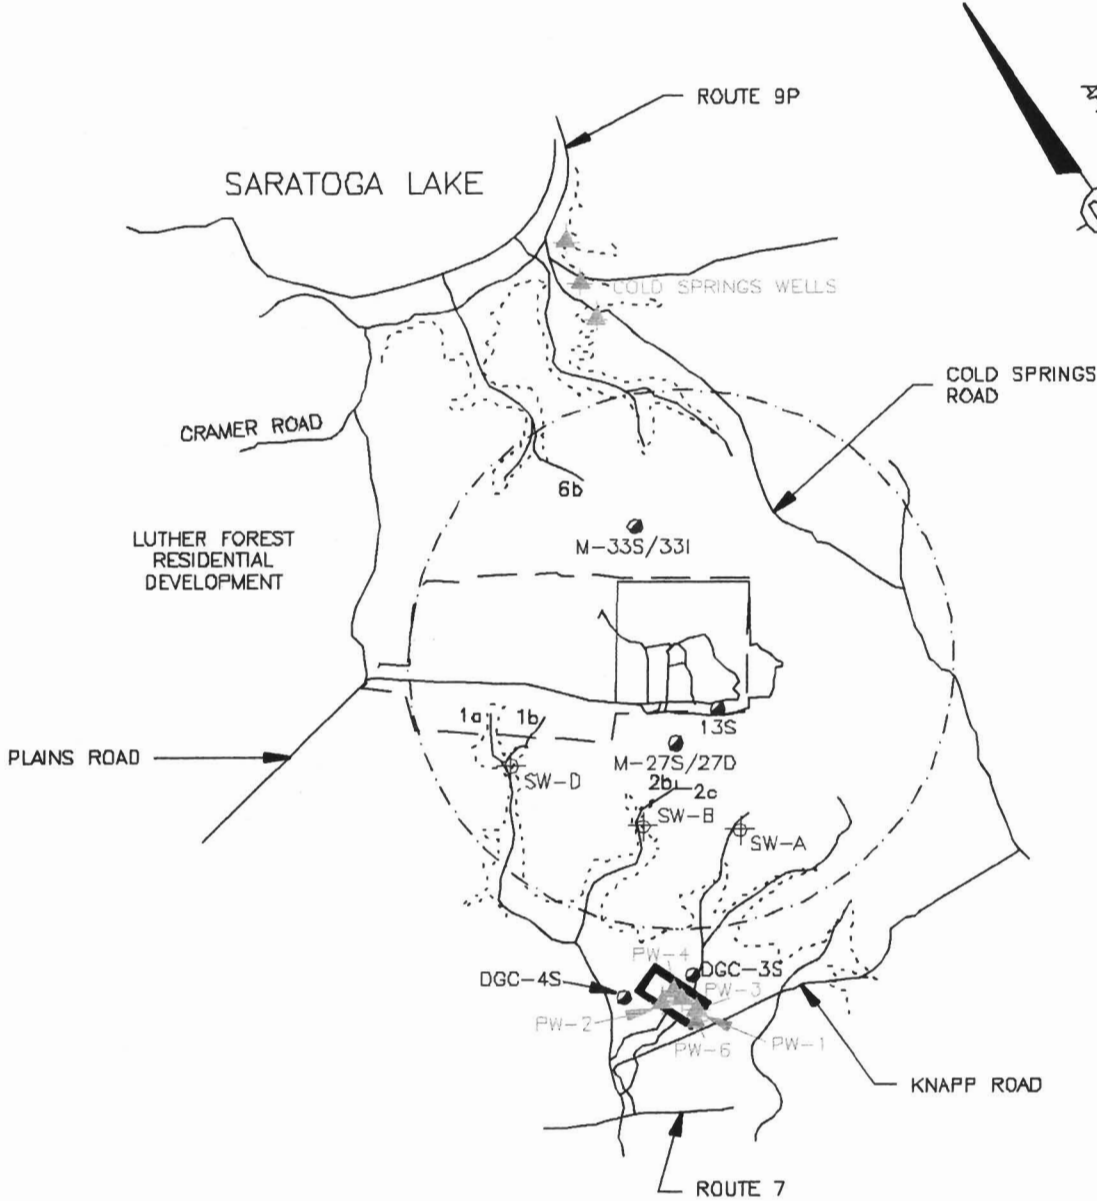 ROUTE 9P
SARATOGA LAKE
COLD SPRINGS WELLS
COLD SPRINGS
ROAD
CRAMER ROAD
6b
LUTHER FOREST
RESIDENTIAL
DEVELOPMENT
M-33S/33I
1a
1b
13S
PLAINS ROAD
M-27S/27D
SW-D
2b
2c
SW-B
SW-A
PW-4
DGC-4S
DGC-3S
PW-3
PW-2
PW-1
PW-6
KNAPP ROAD
ROUTE 7